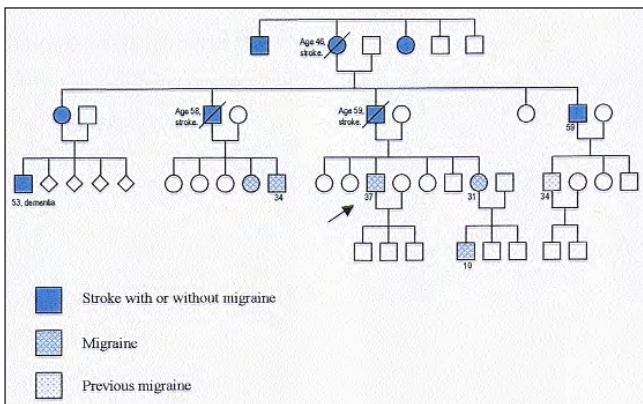 Age 46,
stroke.
Age 58,
stroke.
Age 59,
stroke.
59
53, dementia
34
37
31
34
19
Stroke with or without migraine
Migraine
Previous migraine